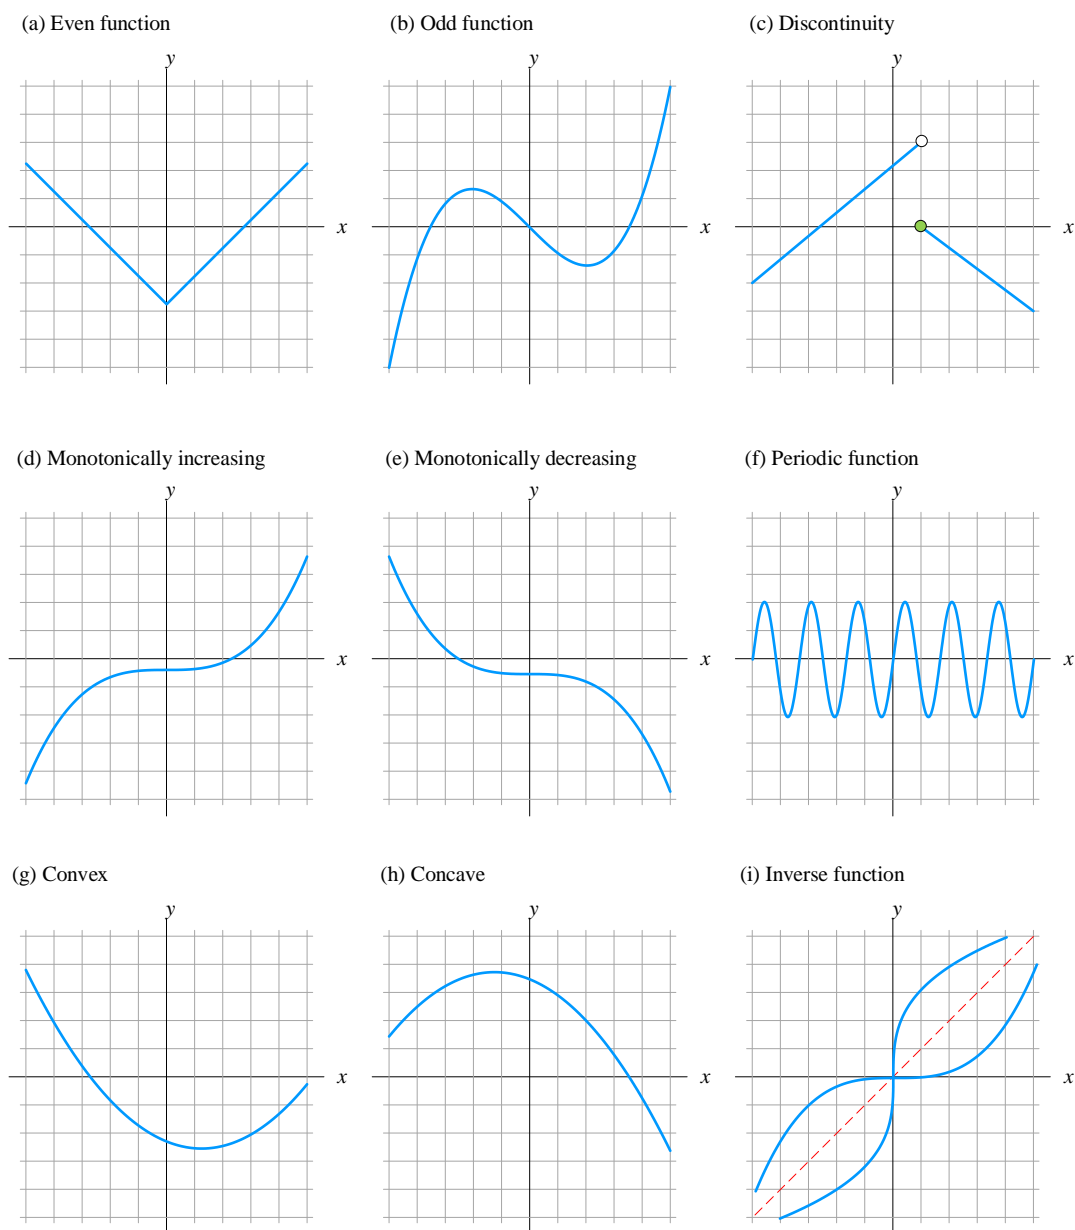 (a) Even function
(b) Odd function
(c) Discontinuity
y
y
y
x
x
x
(d) Monotonically increasing
(e) Monotonically decreasing
(f) Periodic function
y
y
y
x
x
x
(g) Convex
(h) Concave
(i) Inverse function
y
y
y
x
x
x